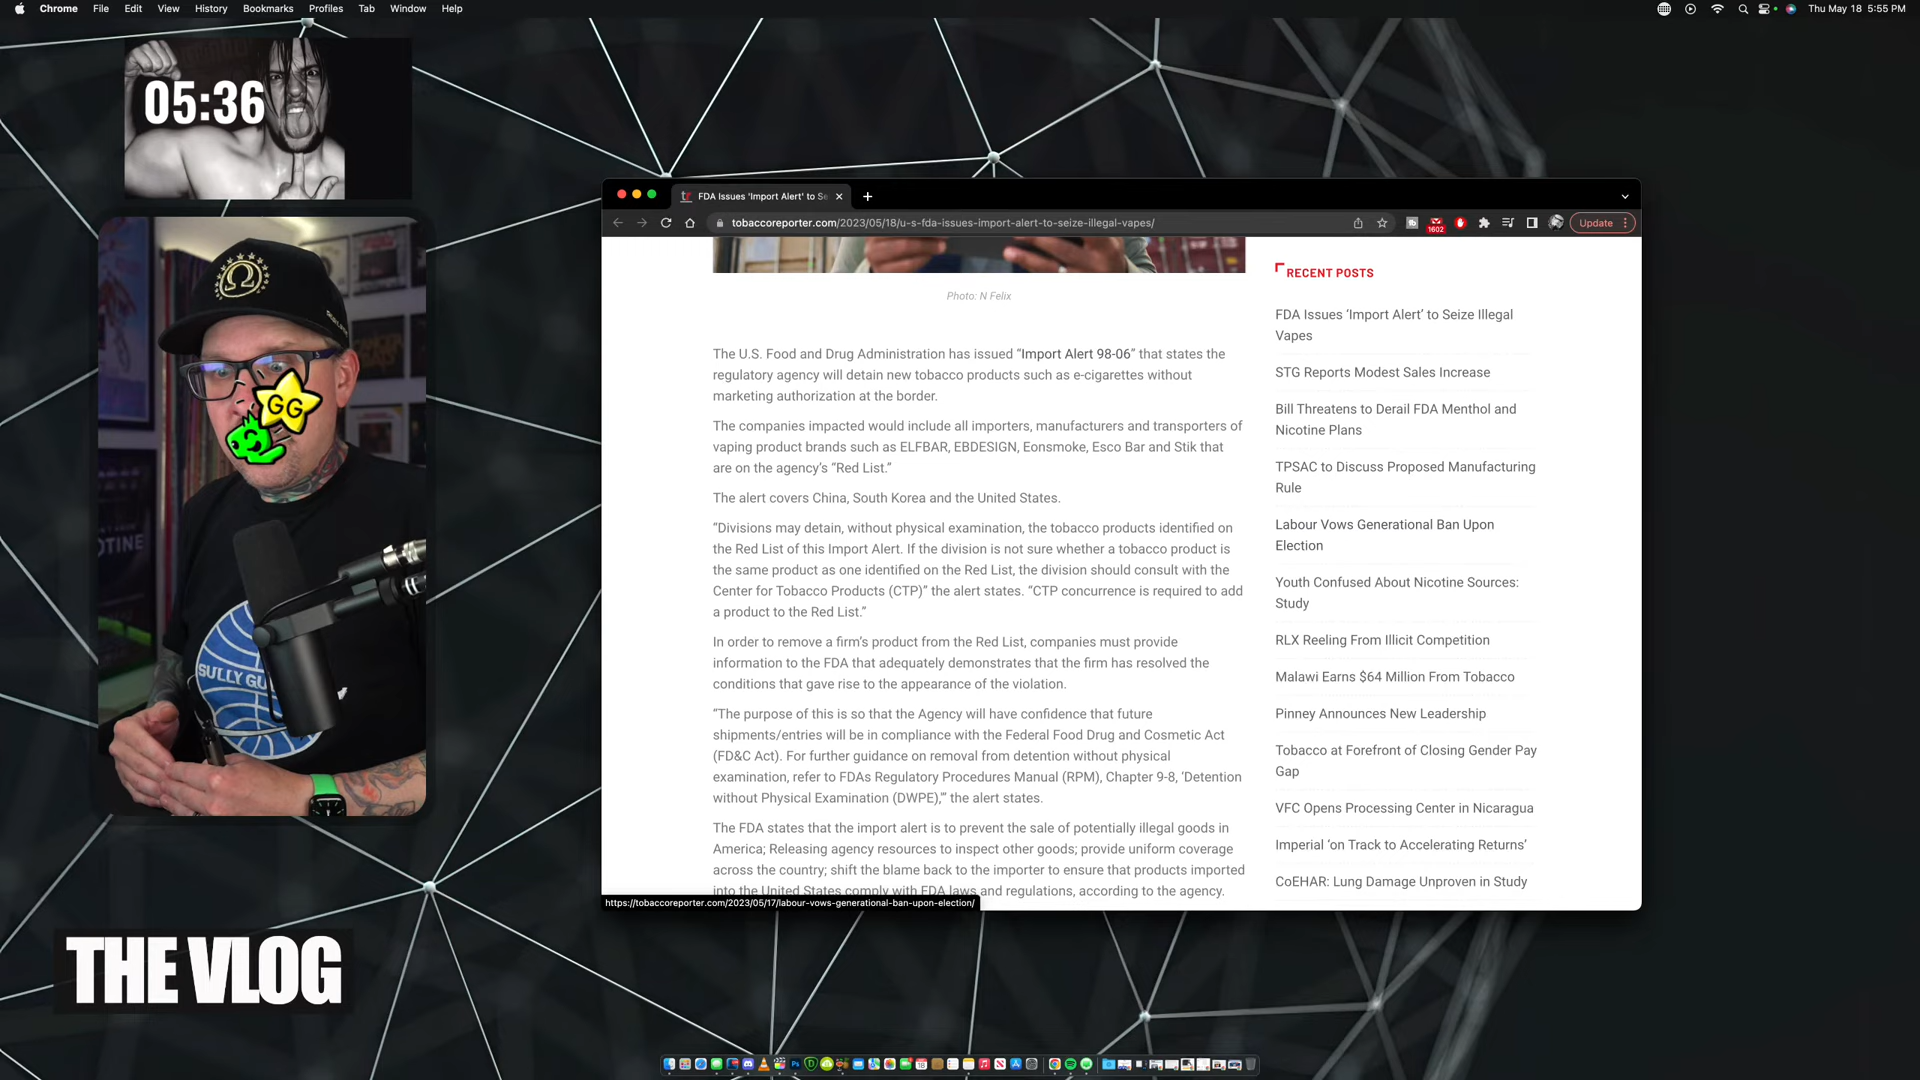 Chrome File Edit View History Bookmarks Profiles Tab Window Help
Thu May 18 5:55 PM
05:36
FDA Issues 'Import Alert' to Se
tobaccoreporter.com/2023/05/18/u-s-fda-issues-import-alert-to-seize-illegal-vapes/
1602
Update
Photo: N Felix
The U.S. Food and Drug Administration has issued “Import Alert 98-06” that states the
regulatory agency will detain new tobacco products such as e-cigarettes without
marketing authorization at the border.
The companies impacted would include all importers, manufacturers and transporters of
vaping product brands such as ELFBAR, EBDESIGN, Eonsmoke, Esco Bar and Stik that
are on the agency’s “Red List.”
The alert covers China, South Korea and the United States.
“Divisions may detain, without physical examination, the tobacco products identified on
the Red List of this Import Alert. If the division is not sure whether a tobacco product is
the same product as one identified on the Red List, the division should consult with the
Center for Tobacco Products (CTP)” the alert states. “CTP concurrence is required to add
a product to the Red List.”
In order to remove a firm’s product from the Red List, companies must provide
information to the FDA that adequately demonstrates that the firm has resolved the
conditions that gave rise to the appearance of the violation.
“The purpose of this is so that the Agency will have confidence that future
shipments/entries will be in compliance with the Federal Food Drug and Cosmetic Act
(FD&C Act). For further guidance on removal from detention without physical
examination, refer to FDAs Regulatory Procedures Manual (RPM), Chapter 9-8, ‘Detention
without Physical Examination (DWPE),’” the alert states.
The FDA states that the import alert is to prevent the sale of potentially illegal goods in
America; Releasing agency resources to inspect other goods; provide uniform coverage
across the country; shift the blame back to the importer to ensure that products imported
into the United States comply with FDA laws and regulations, according to the agency.
https://tobaccoreporter.com/2023/05/17/labour-vows-generational-ban-upon-election/
RECENT POSTS
FDA Issues ‘Import Alert’ to Seize Illegal
Vapes
STG Reports Modest Sales Increase
Bill Threatens to Derail FDA Menthol and
Nicotine Plans
TPSAC to Discuss Proposed Manufacturing
Rule
Labour Vows Generational Ban Upon
Election
Youth Confused About Nicotine Sources:
Study
RLX Reeling From Illicit Competition
Malawi Earns $64 Million From Tobacco
Pinney Announces New Leadership
Tobacco at Forefront of Closing Gender Pay
Gap
VFC Opens Processing Center in Nicaragua
Imperial ‘on Track to Accelerating Returns’
CoEHAR: Lung Damage Unproven in Study
GG
SULLY GU
THE VLOG